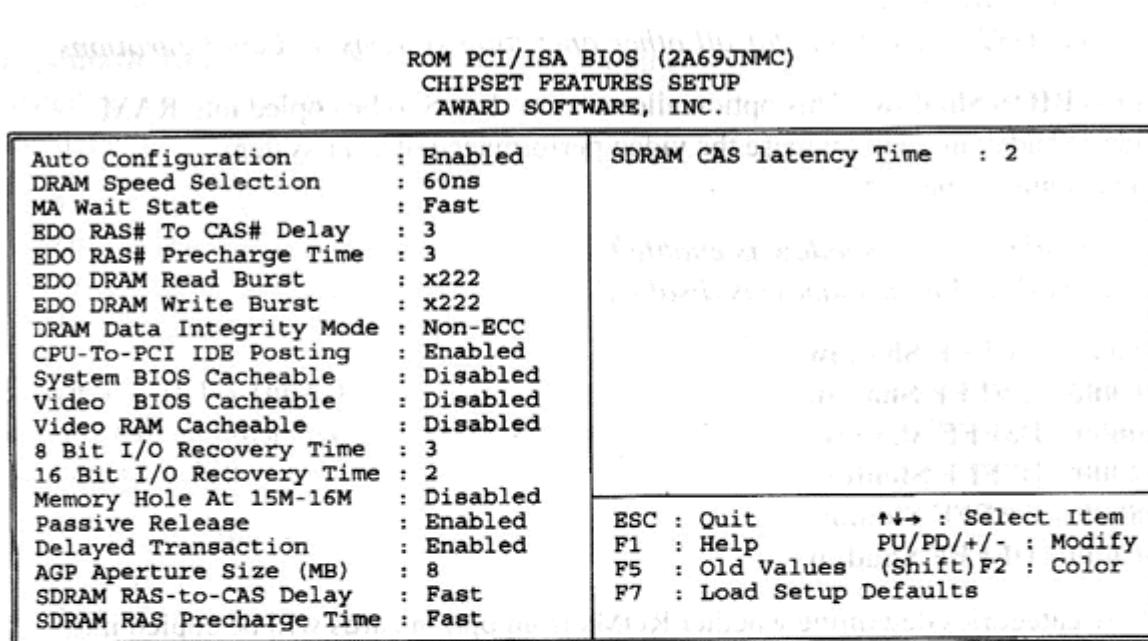 ROM PCI/ISA BIOS (2A69JNMC)
CHIPSET FEATURES SETUP
AWARD SOFTWARE, INC.
Auto Configuration : Enabled
DRAM Speed Selection : 60ns
MA Wait State : Fast
EDO RAS# To CAS# Delay : 3
EDO RAS# Precharge Time : 3
EDO DRAM Read Burst : x222
EDO DRAM Write Burst : x222
DRAM Data Integrity Mode : Non-ECC
CPU-To-PCI IDE Posting : Enabled
System BIOS Cacheable : Disabled
Video BIOS Cacheable : Disabled
Video RAM Cacheable : Disabled
8 Bit I/O Recovery Time : 3
16 Bit I/O Recovery Time : 2
Memory Hole At 15M-16M : Disabled
Passive Release : Enabled
Delayed Transaction : Enabled
AGP Aperture Size (MB) : 8
SDRAM RAS-to-CAS Delay : Fast
SDRAM RAS Precharge Time : Fast
SDRAM CAS latency Time : 2
ESC : Quit ↑↓→ : Select Item
F1 : Help PU/PD/+/- : Modify
F5 : Old Values (Shift)F2 : Color
F7 : Load Setup Defaults